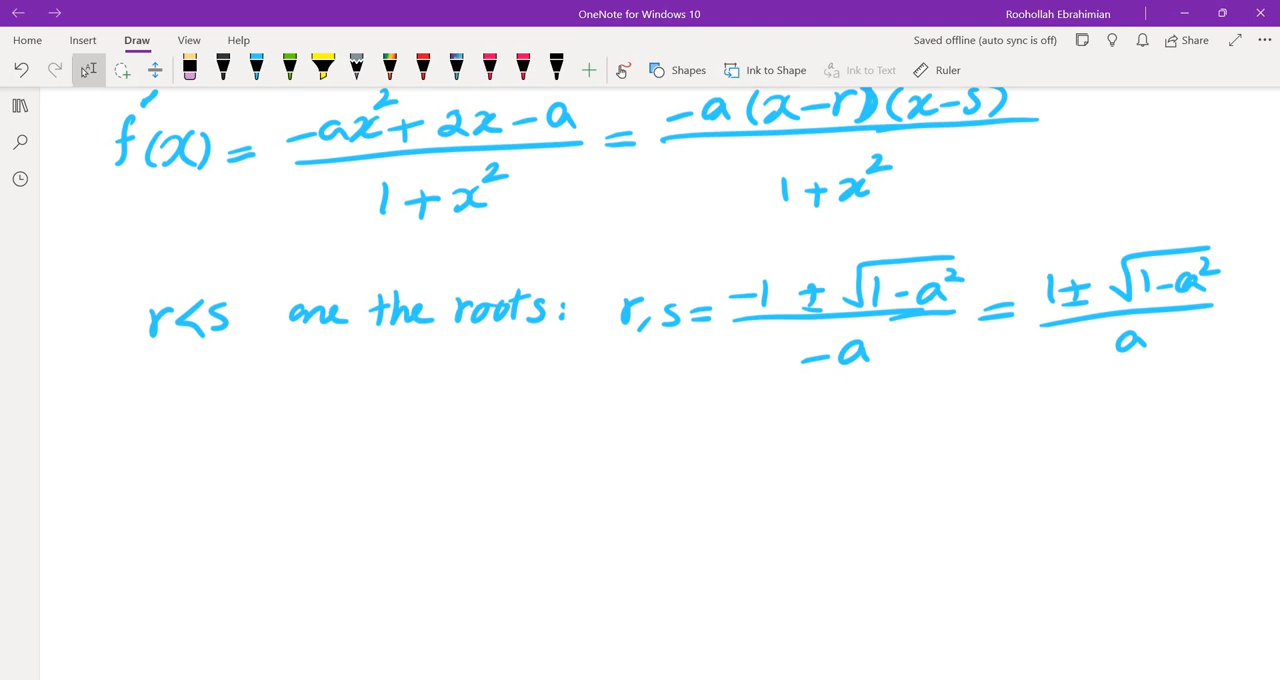 OneNote for Windows 10
Roohollah Ebrahimian
Home Insert Draw View Help
Saved offline (auto sync is off)
Share
Shapes
Ink to Shape
Ink to Text
Ruler
f'(x) = (-ax² + 2x - a)/(1 + x²) = (-a(x-r)(x-s))/(1 + x²)
r<s are the roots: r, s = (-1 ± √(1-a²))/(-a) = (1 ± √(1-a²))/a